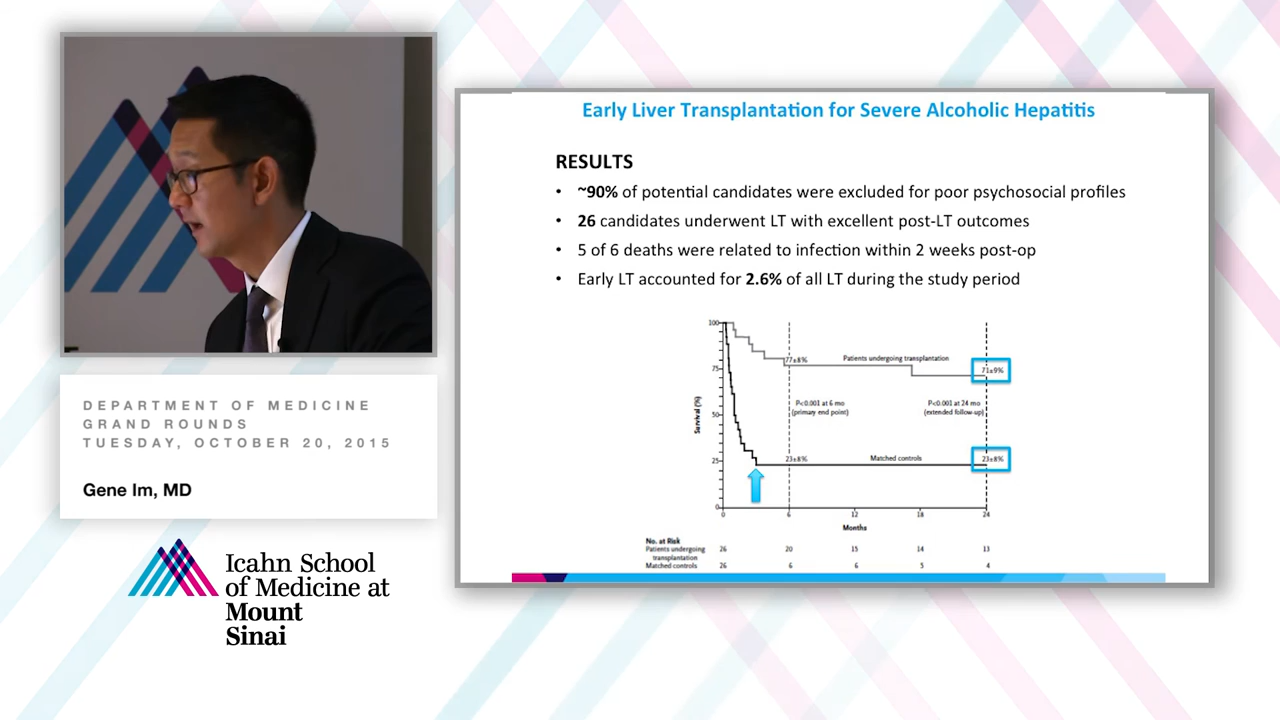 DEPARTMENT OF MEDICINE
GRAND ROUNDS
TUESDAY, OCTOBER 20, 2015
Gene Im, MD
Icahn School
of Medicine at
Mount
Sinai
Early Liver Transplantation for Severe Alcoholic Hepatitis
RESULTS
• ~90% of potential candidates were excluded for poor psychosocial profiles
• 26 candidates underwent LT with excellent post-LT outcomes
• 5 of 6 deaths were related to infection within 2 weeks post-op
• Early LT accounted for 2.6% of all LT during the study period
100
75
50
25
0
Survival (%)
77±8%
Patients undergoing transplantation
71±9%
P<0.001 at 6 mo
(primary end point)
P<0.001 at 24 mo
(extended follow-up)
23±8%
Matched controls
23±8%
0 6 12 18 24
Months
No. at Risk
Patients undergoing
transplantation 26 20 15 14 13
Matched controls 26 6 6 5 4